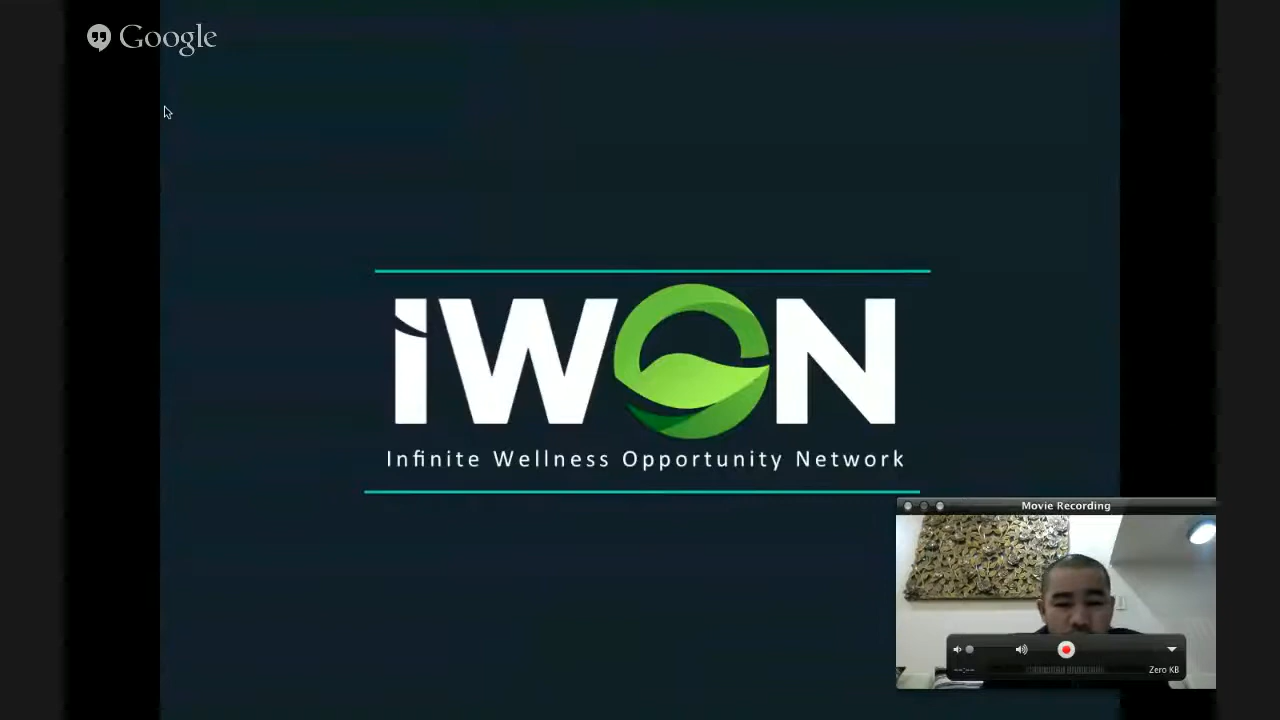 Google
iWON
Infinite Wellness Opportunity Network
Movie Recording
Zero KB